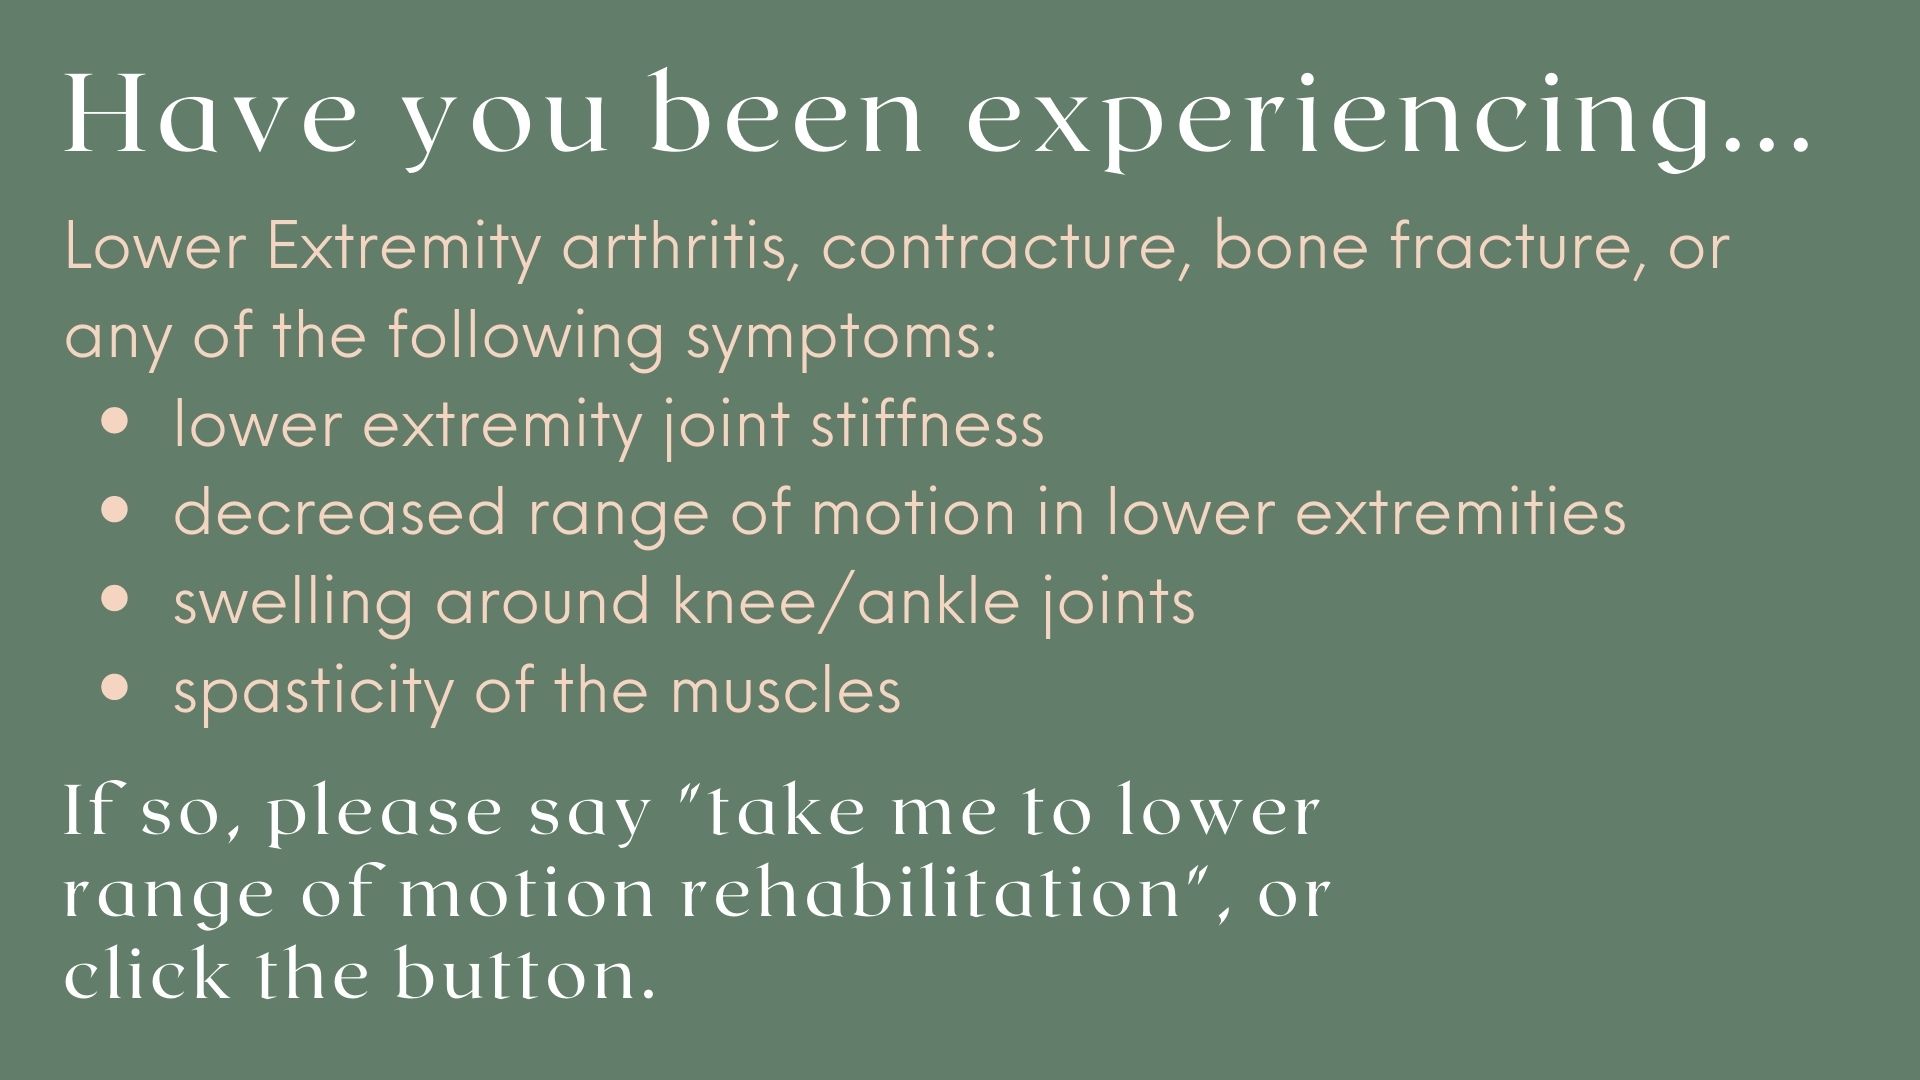 Have you been experiencing...
Lower Extremity arthritis, contracture, bone fracture, or
any of the following symptoms:
• lower extremity joint stiffness
• decreased range of motion in lower extremities
• swelling around knee/ankle joints
• spasticity of the muscles
If so, please say "take me to lower
range of motion rehabilitation", or
click the button.